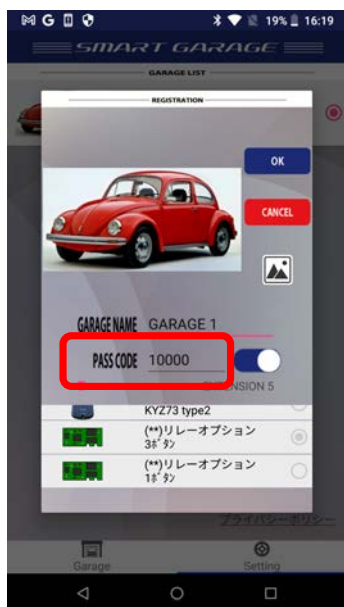 19% 16:19
SMART GARAGE
GARAGE LIST
REGISTRATION
OK
CANCEL
GARAGE NAME GARAGE 1
PASS CODE 10000
EXTENSION 5
KYZ73 type2
(**)リレーオプション
3ﾎﾞﾀﾝ
(**)リレーオプション
1ﾎﾞﾀﾝ
プライバシーポリシー
Garage Setting